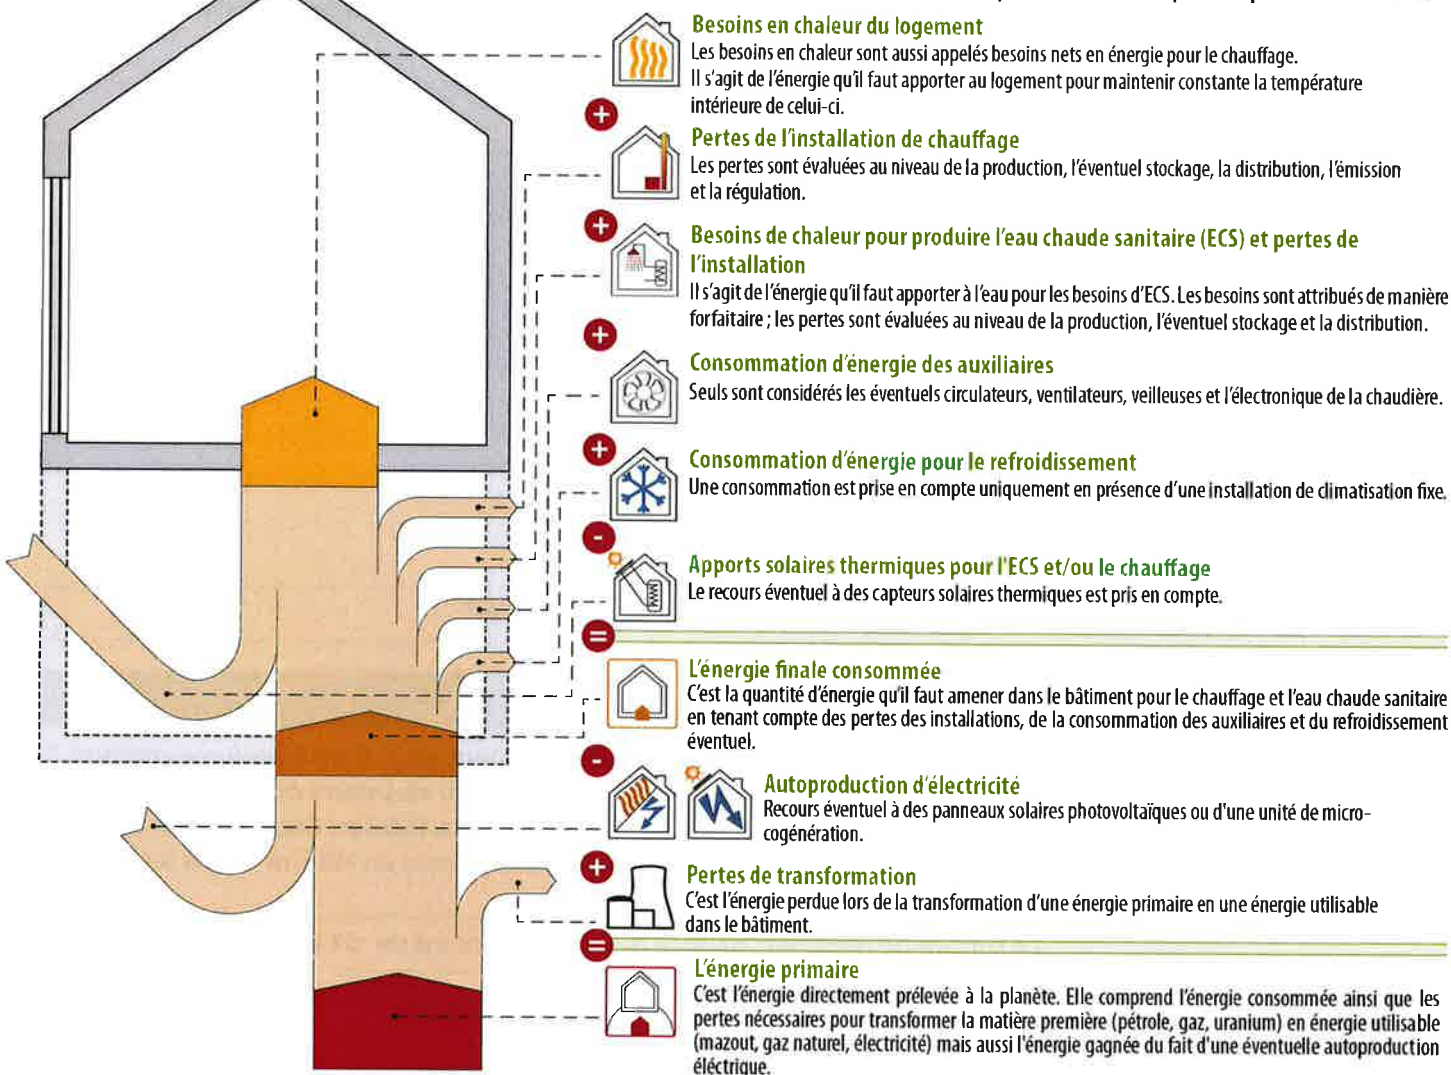 Besoins en chaleur du logement
Les besoins en chaleur sont aussi appelés besoins nets en énergie pour le chauffage.
Il s'agit de l'énergie qu'il faut apporter au logement pour maintenir constante la température
intérieure de celui-ci.
+
Pertes de l'installation de chauffage
Les pertes sont évaluées au niveau de la production, l'éventuel stockage, la distribution, l'émission
et la régulation.
+
Besoins de chaleur pour produire l'eau chaude sanitaire (ECS) et pertes de
l'installation
Il s'agit de l'énergie qu'il faut apporter à l'eau pour les besoins d'ECS. Les besoins sont attribués de manière
forfaitaire ; les pertes sont évaluées au niveau de la production, l'éventuel stockage et la distribution.
+
Consommation d'énergie des auxiliaires
Seuls sont considérés les éventuels circulateurs, ventilateurs, veilleuses et l'électronique de la chaudière.
+
Consommation d'énergie pour le refroidissement
Une consommation est prise en compte uniquement en présence d'une installation de climatisation fixe.
-
Apports solaires thermiques pour l'ECS et/ou le chauffage
Le recours éventuel à des capteurs solaires thermiques est pris en compte.
=
L'énergie finale consommée
C'est la quantité d'énergie qu'il faut amener dans le bâtiment pour le chauffage et l'eau chaude sanitaire
en tenant compte des pertes des installations, de la consommation des auxiliaires et du refroidissement
éventuel.
-
Autoproduction d'électricité
Recours éventuel à des panneaux solaires photovoltaïques ou d'une unité de micro-
cogénération.
+
Pertes de transformation
C'est l'énergie perdue lors de la transformation d'une énergie primaire en une énergie utilisable
dans le bâtiment.
=
L'énergie primaire
C'est l'énergie directement prélevée à la planète. Elle comprend l'énergie consommée ainsi que les
pertes nécessaires pour transformer la matière première (pétrole, gaz, uranium) en énergie utilisable
(mazout, gaz naturel, électricité) mais aussi l'énergie gagnée du fait d'une éventuelle autoproduction
éléctrique.